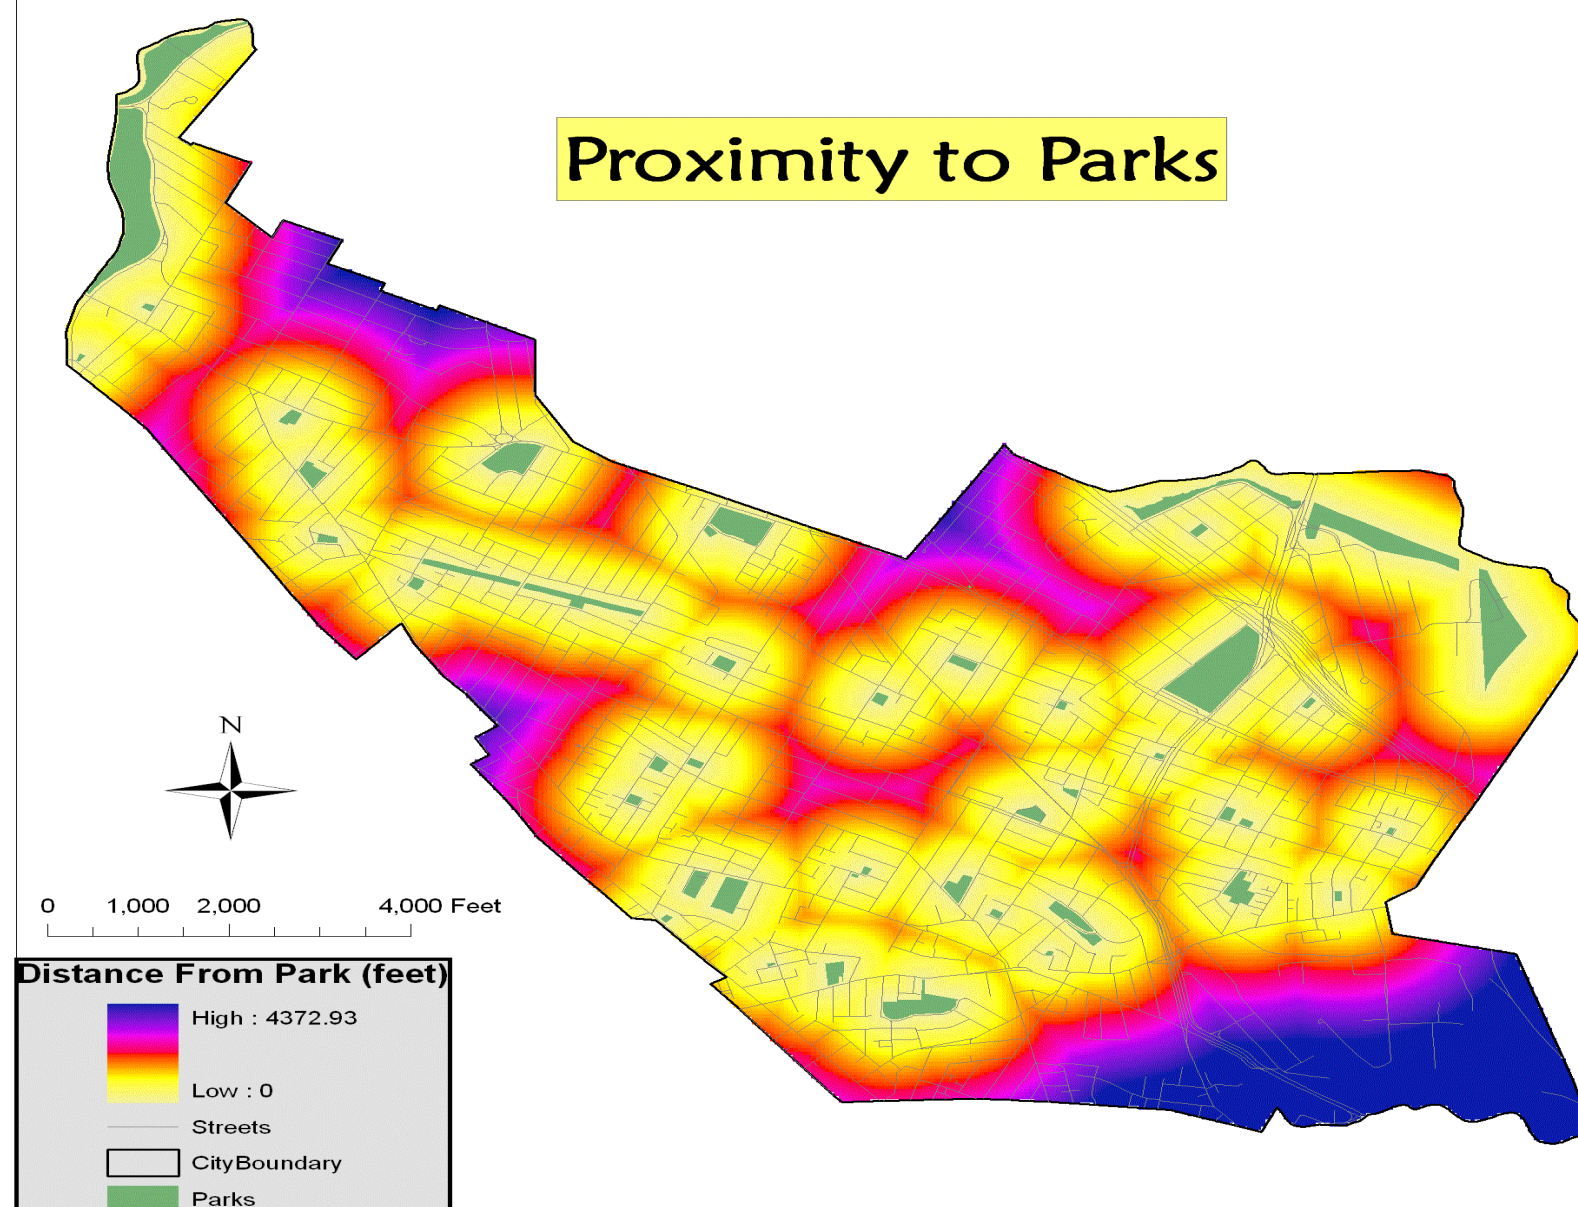 Proximity to Parks
N
0 1,000 2,000 4,000 Feet
Distance From Park (feet)
High : 4372.93
Low : 0
Streets
CityBoundary
Parks